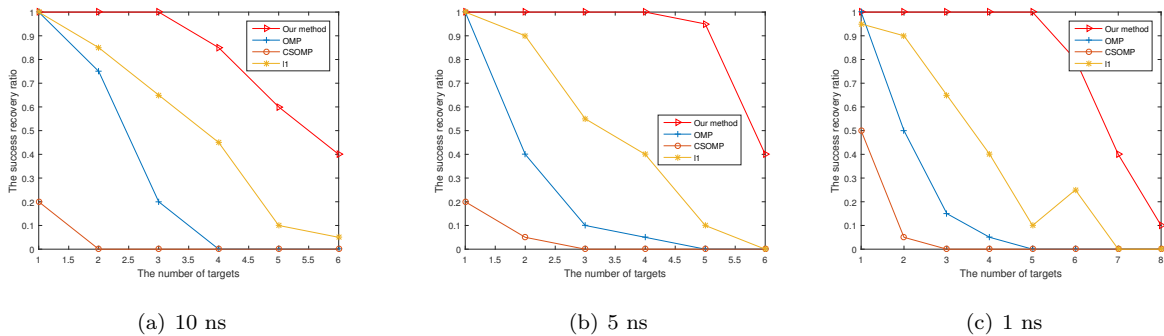 The success recovery ratio
1
0.9
0.8
0.7
0.6
0.5
0.4
0.3
0.2
0.1
0
1 1.5 2 2.5 3 3.5 4 4.5 5 5.5 6
The number of targets
Our method
OMP
CSOMP
l1
(a) 10 ns
The success recovery ratio
1
0.9
0.8
0.7
0.6
0.5
0.4
0.3
0.2
0.1
0
1 1.5 2 2.5 3 3.5 4 4.5 5 5.5 6
The number of targets
Our method
OMP
CSOMP
l1
(b) 5 ns
The success recovery ratio
1
0.9
0.8
0.7
0.6
0.5
0.4
0.3
0.2
0.1
0
1 2 3 4 5 6 7 8
The number of targets
Our method
OMP
CSOMP
l1
(c) 1 ns